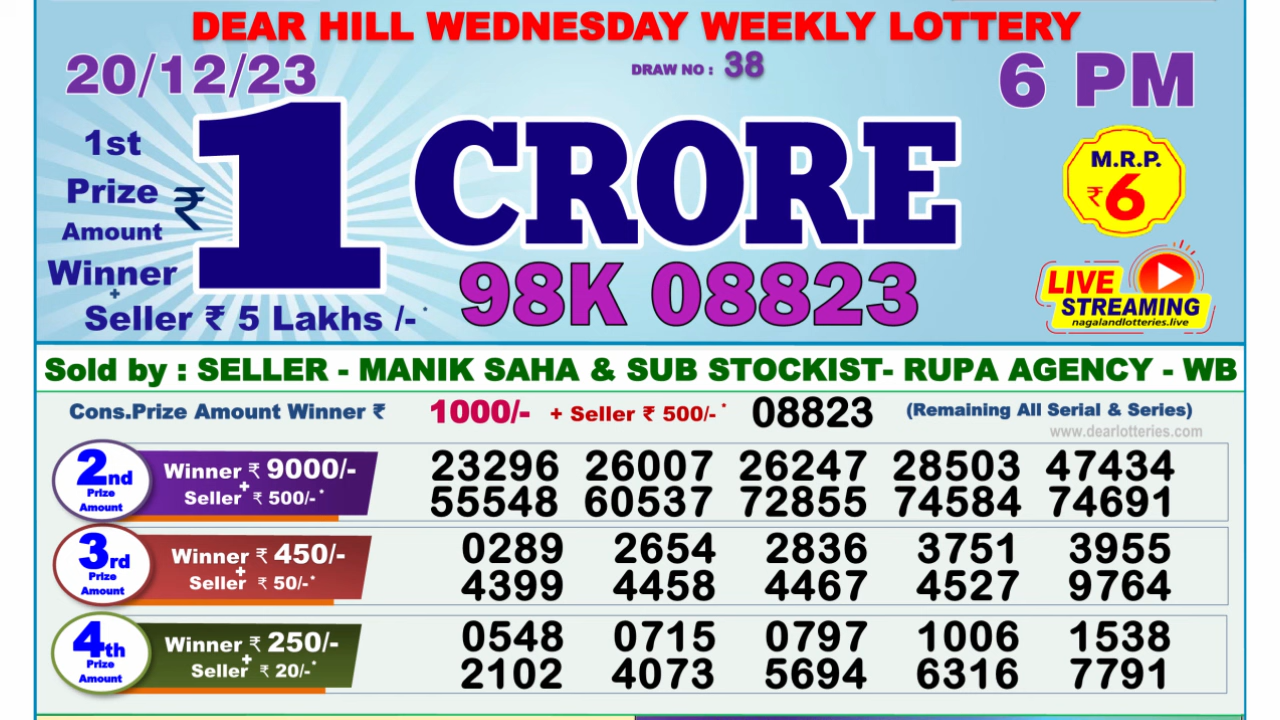 DEAR HILL WEDNESDAY WEEKLY LOTTERY
20/12/23
DRAW NO : 38
6 PM
1st
Prize
Amount
Winner
₹ 1 CRORE
M.R.P.
₹6
98K 08823
+
Seller ₹ 5 Lakhs /-*
LIVE
STREAMING
nagalandlotteries.live
Sold by : SELLER - MANIK SAHA & SUB STOCKIST- RUPA AGENCY - WB
Cons.Prize Amount Winner ₹ 1000/- + Seller ₹ 500/-* 08823 (Remaining All Serial & Series)
www.dearlotteries.com
2nd
Prize
Amount
Winner ₹ 9000/-
+
Seller ₹ 500/-*
23296 26007 26247 28503 47434
55548 60537 72855 74584 74691
3rd
Prize
Amount
Winner ₹ 450/-
+
Seller ₹ 50/-*
0289 2654 2836 3751 3955
4399 4458 4467 4527 9764
4th
Prize
Amount
Winner ₹ 250/-
+
Seller ₹ 20/-*
0548 0715 0797 1006 1538
2102 4073 5694 6316 7791